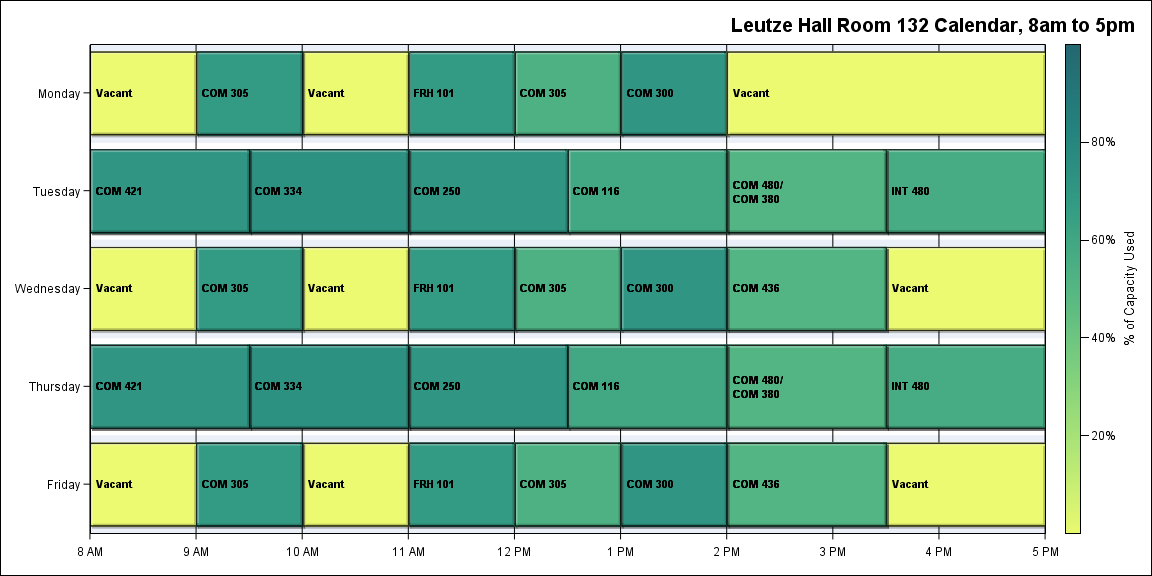 Leutze Hall Room 132 Calendar, 8am to 5pm
Monday
Vacant
COM 305
Vacant
FRH 101
COM 305
COM 300
Vacant
Tuesday
COM 421
COM 334
COM 250
COM 116
COM 480/
COM 380
INT 480
Wednesday
Vacant
COM 305
Vacant
FRH 101
COM 305
COM 300
COM 436
Vacant
Thursday
COM 421
COM 334
COM 250
COM 116
COM 480/
COM 380
INT 480
Friday
Vacant
COM 305
Vacant
FRH 101
COM 305
COM 300
COM 436
Vacant
8 AM
9 AM
10 AM
11 AM
12 PM
1 PM
2 PM
3 PM
4 PM
5 PM
80%
60%
40%
20%
% of Capacity Used